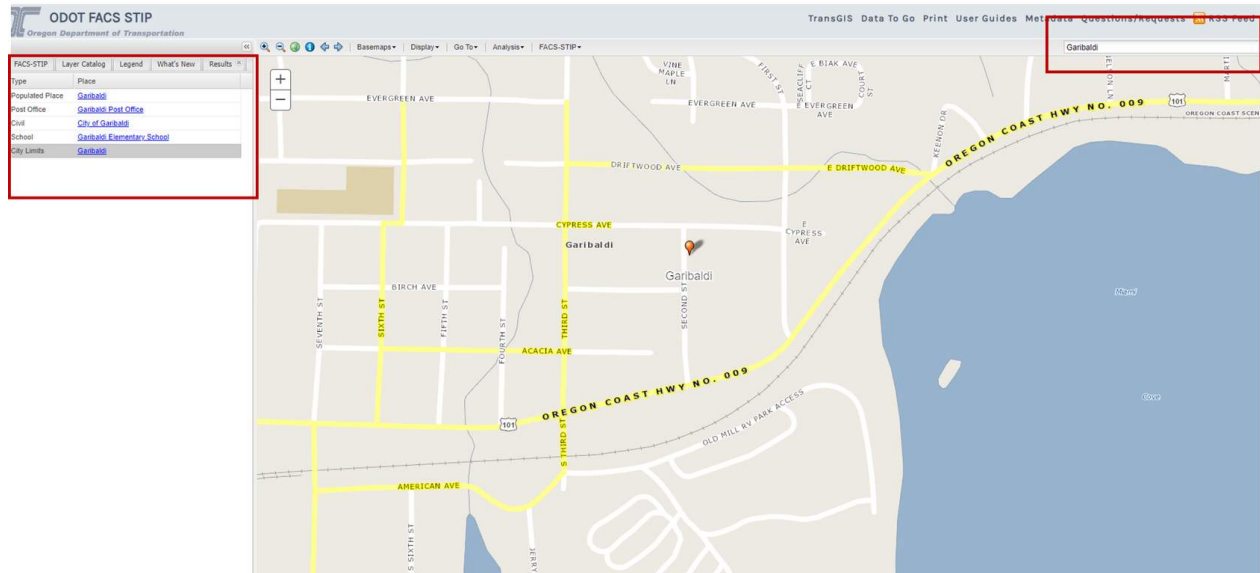 ODOT FACS STIP
Oregon Department of Transportation
TransGIS Data To Go Print User Guides Metadata Questions/Requests RSS Feed
Basemaps Display Go To Analysis FACS-STIP
Garibaldi
FACS-STIP Layer Catalog Legend What's New Results
Type Place
Populated Place Garibaldi
Post Office Garibaldi Post Office
Civil City of Garibaldi
School Garibaldi Elementary School
City Limits Garibaldi
+
−
VINE
MAPLE
LN
FIRST ST
SEACLIFF
CT
E BIAK AVE
COURT
ST
EVERGREEN AVE
EVERGREEN AVE
E EVERGREEN
AVE
KEENON DR
NELSON LN
MARTI
101
OREGON COAST HWY NO. 009
OREGON COAST SCEN
DRIFTWOOD AVE
E DRIFTWOOD AVE
CYPRESS AVE
E
CYPRESS
AVE
Garibaldi
Garibaldi
BIRCH AVE
SEVENTH ST
SIXTH ST
FIFTH ST
FOURTH ST
THIRD ST
SECOND ST
Miami
Cove
ACACIA AVE
OREGON COAST HWY NO. 009
101
S THIRD ST
OLD MILL RV PARK ACCESS
AMERICAN AVE
S SIXTH ST
JERRY